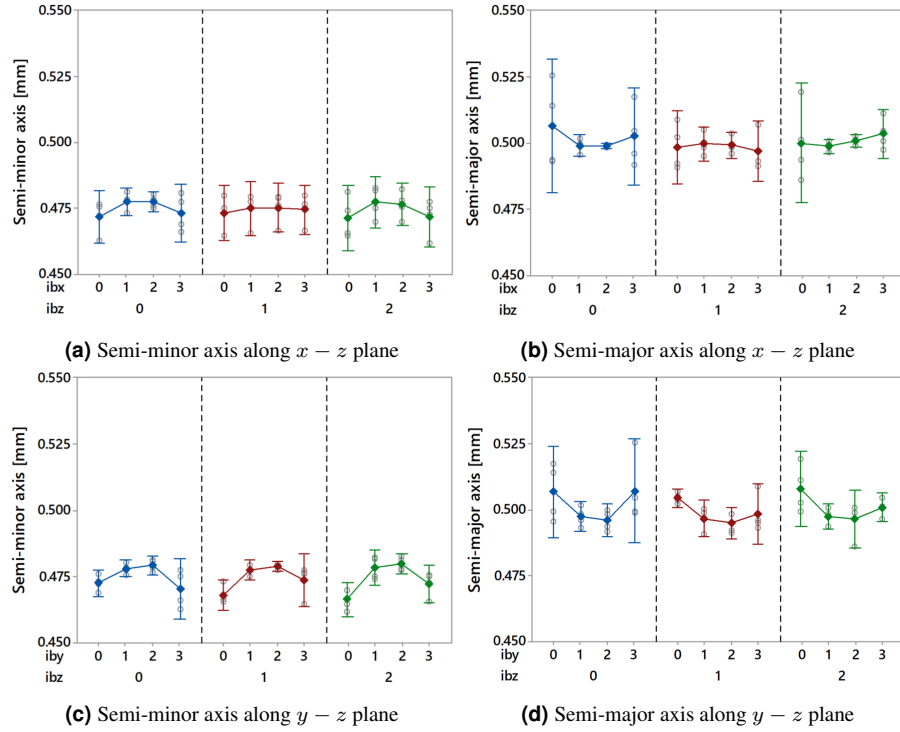 0.550
0.525
0.500
0.475
0.450
Semi-minor axis [mm]
ibx 0 1 2 3 0 1 2 3 0 1 2 3
ibz 0 1 2
(a) Semi-minor axis along x − z plane
0.550
0.525
0.500
0.475
0.450
Semi-major axis [mm]
ibx 0 1 2 3 0 1 2 3 0 1 2 3
ibz 0 1 2
(b) Semi-major axis along x − z plane
0.550
0.525
0.500
0.475
0.450
Semi-minor axis [mm]
iby 0 1 2 3 0 1 2 3 0 1 2 3
ibz 0 1 2
(c) Semi-minor axis along y − z plane
0.550
0.525
0.500
0.475
0.450
Semi-major axis [mm]
iby 0 1 2 3 0 1 2 3 0 1 2 3
ibz 0 1 2
(d) Semi-major axis along y − z plane